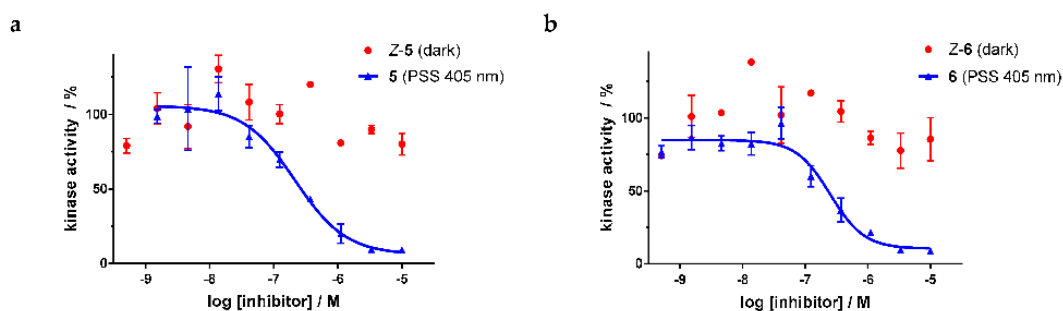 a
Z-5 (dark)
5 (PSS 405 nm)
kinase activity / %
100
50
0
-9 -8 -7 -6 -5
log [inhibitor] / M
b
Z-6 (dark)
6 (PSS 405 nm)
kinase activity / %
150
100
50
0
-9 -8 -7 -6 -5
log [inhibitor] / M